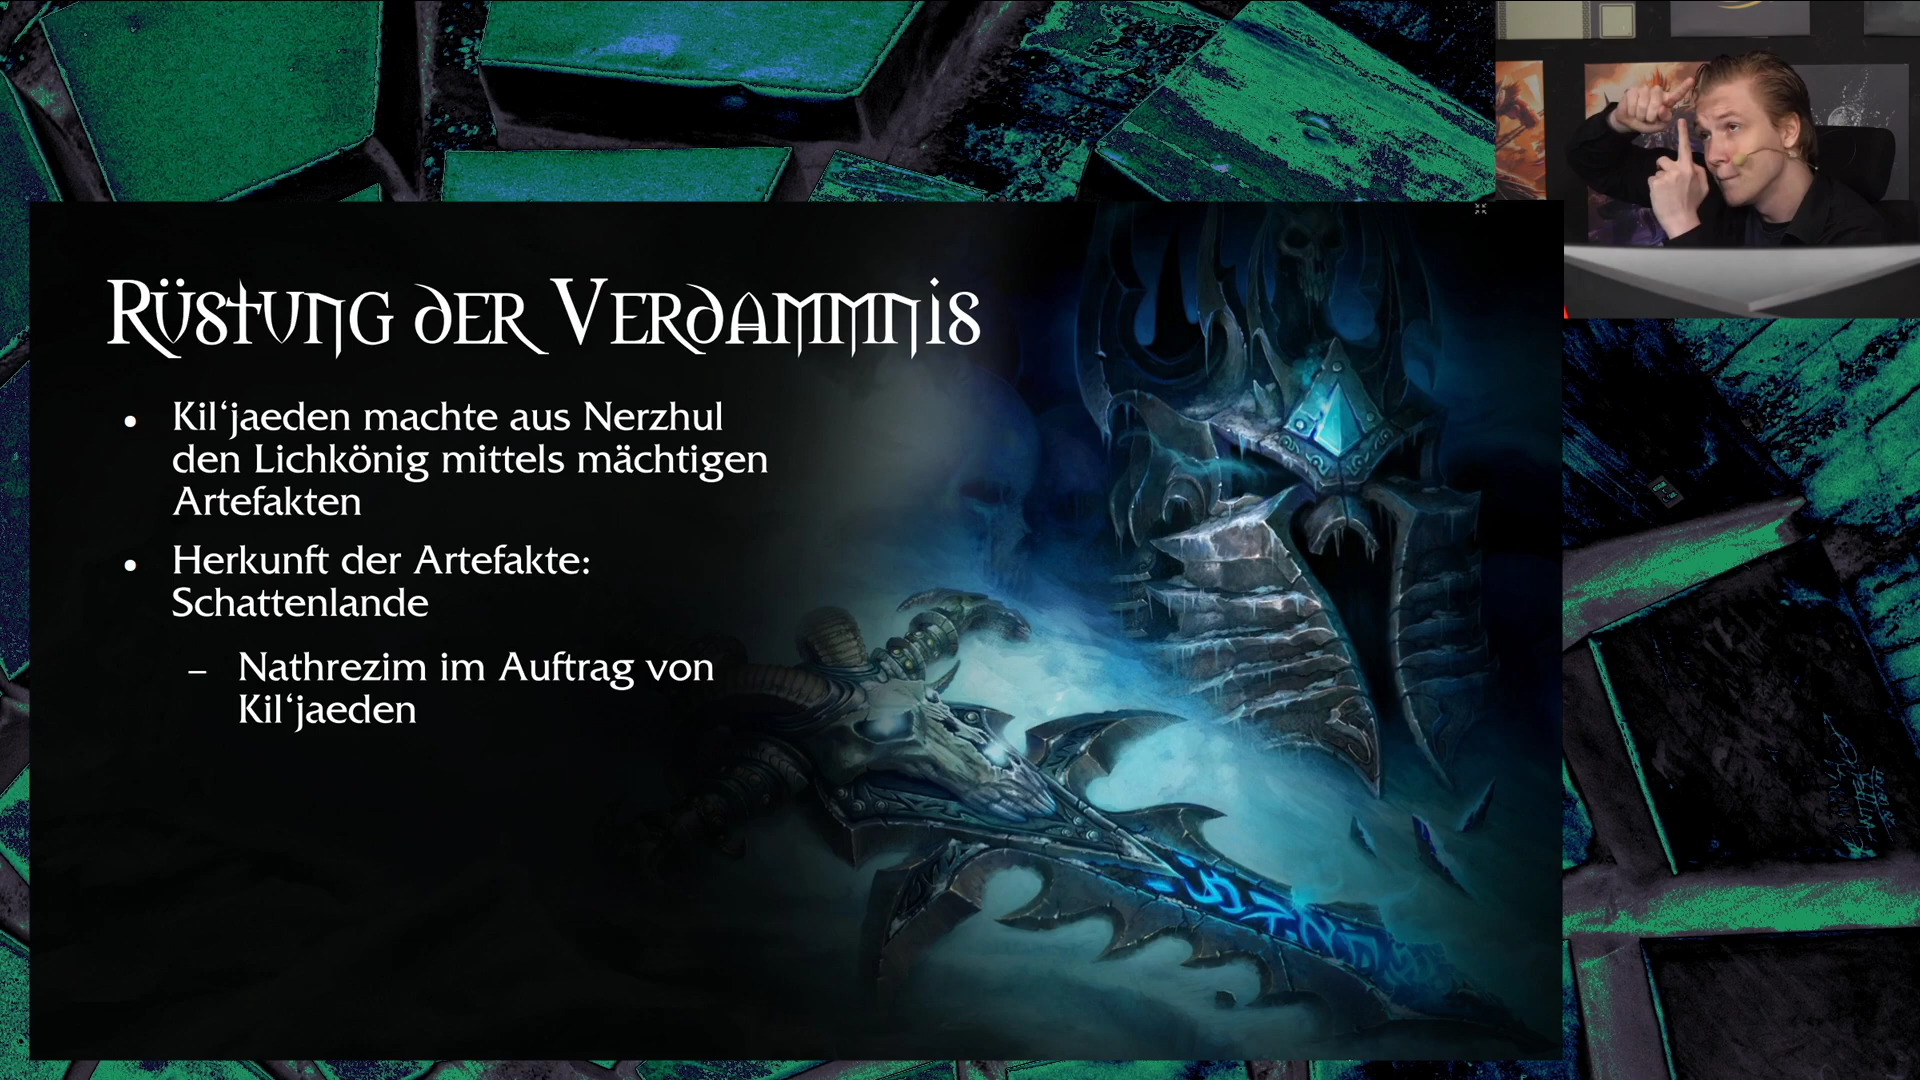 Rüstung der Verdammnis
• Kil‘jaeden machte aus Nerzhul
den Lichkönig mittels mächtigen
Artefakten
• Herkunft der Artefakte:
Schattenlande
– Nathrezim im Auftrag von
Kil‘jaeden